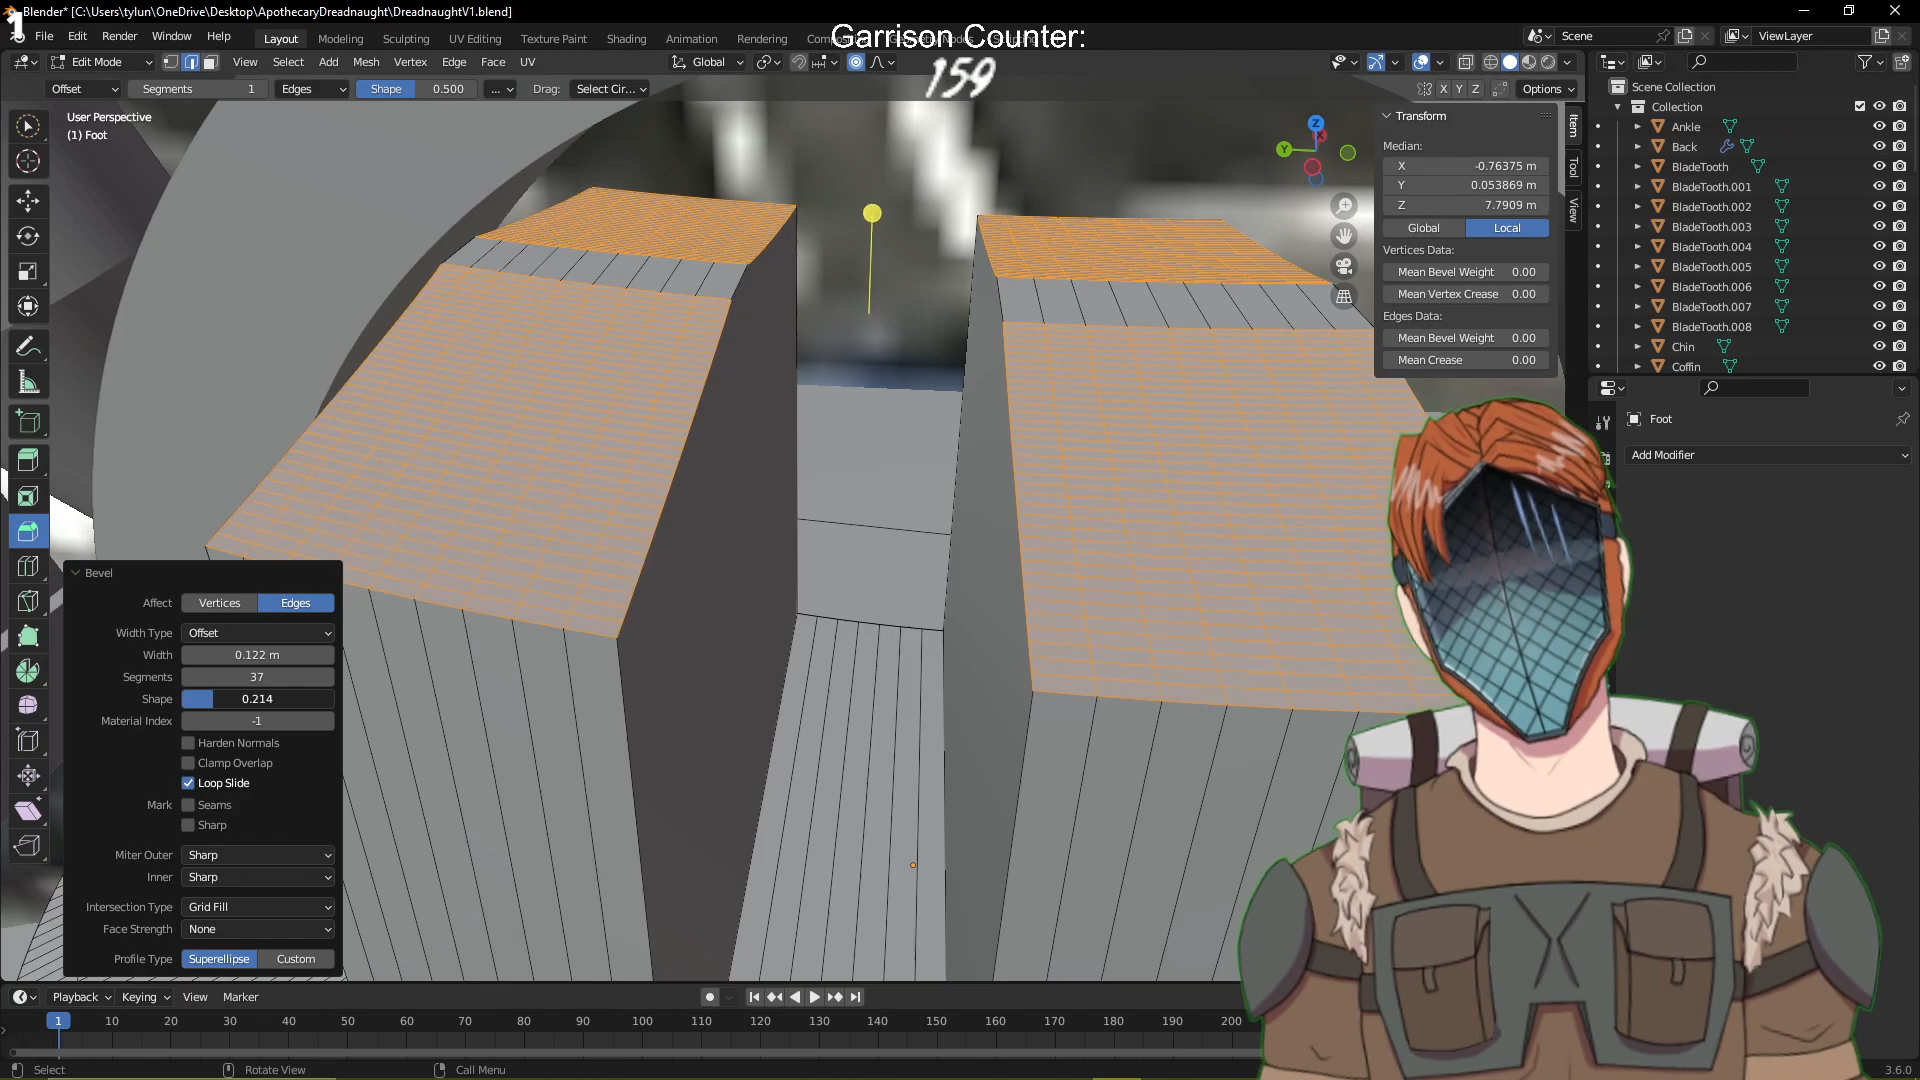 Blender* [C:\Users\tylun\OneDrive\Desktop\ApothecaryDreadnaught\DreadnaughtV1.blend]
1
File Edit Render Window Help
Layout Modeling Sculpting UV Editing Texture Paint Shading Animation Rendering
Garrison Counter:
159
Scene
ViewLayer
Edit Mode
View Select Add Mesh Vertex Edge Face UV
Global
Offset
Segments 1
Edges
Shape 0.500
...
Drag: Select Cir...
X Y Z
Options
User Perspective
(1) Foot
Z
Y
X
Transform
Median:
X -0.76375 m
Y 0.053869 m
Z 7.7909 m
Global Local
Vertices Data:
Mean Bevel Weight 0.00
Mean Vertex Crease 0.00
Edges Data:
Mean Bevel Weight 0.00
Mean Crease 0.00
Item
Tool
View
Scene Collection
Collection
Ankle
Back
BladeTooth
BladeTooth.001
BladeTooth.002
BladeTooth.003
BladeTooth.004
BladeTooth.005
BladeTooth.006
BladeTooth.007
BladeTooth.008
Chin
Coffin
Foot
Add Modifier
Bevel
Affect Vertices Edges
Width Type Offset
Width 0.122 m
Segments 37
Shape 0.214
Material Index -1
Harden Normals
Clamp Overlap
Loop Slide
Mark Seams
Sharp
Miter Outer Sharp
Inner Sharp
Intersection Type Grid Fill
Face Strength None
Profile Type Superellipse Custom
Playback Keying View Marker
1 10 20 30 40 50 60 70 80 90 100 110 120 130 140 150 160 170 180 190 200
Select Rotate View Call Menu
3.6.0